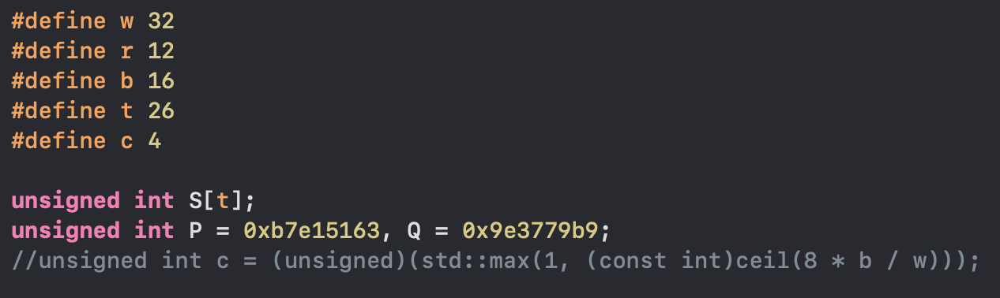 #define w 32
#define r 12
#define b 16
#define t 26
#define c 4
unsigned int S[t];
unsigned int P = 0xb7e15163, Q = 0x9e3779b9;
//unsigned int c = (unsigned)(std::max(1, (const int)ceil(8 * b / w)));